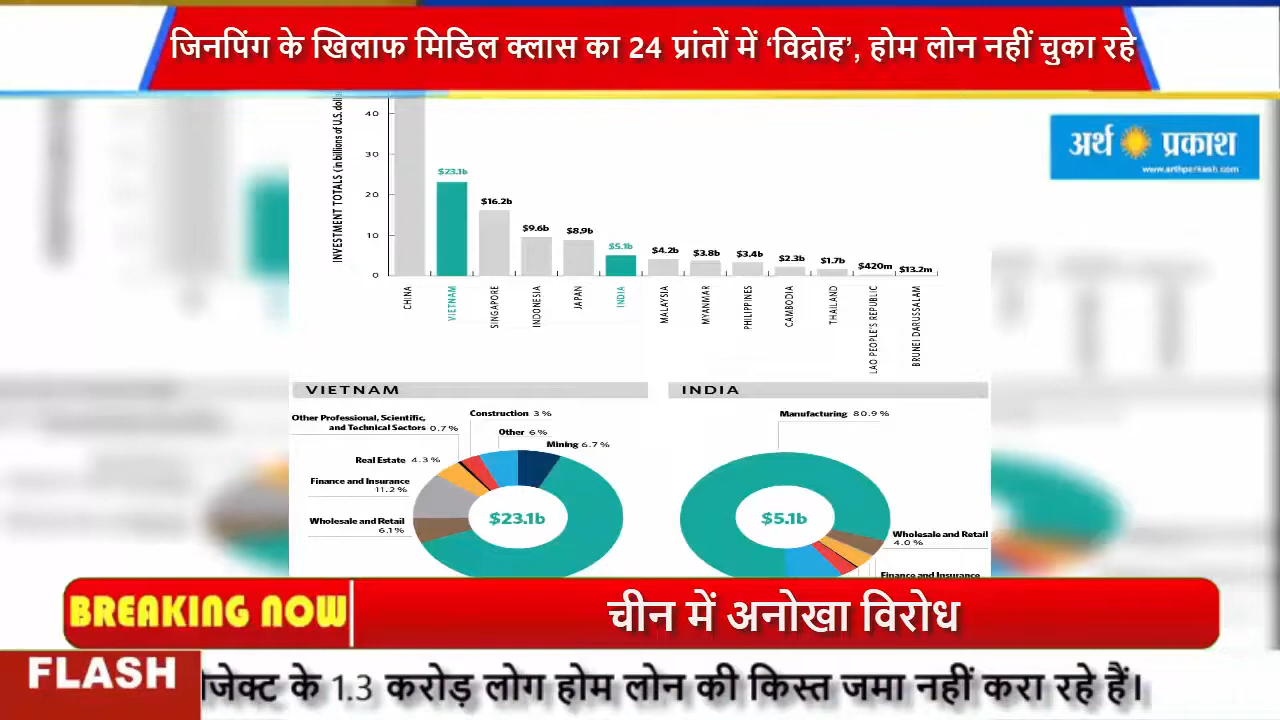 जिनपिंग के खिलाफ मिडिल क्लास का 24 प्रांतों में ‘विद्रोह’, होम लोन नहीं चुका रहे
अर्थ प्रकाश
www.arthparkash.com
INVESTMENT TOTALS (in billions of U.S.
40
30
20
10
0
$23.1b
$16.2b
$9.6b
$8.9b
$5.1b
$4.2b
$3.8b
$3.4b
$2.3b
$1.7b
$420m
$13.2m
CHINA
VIETNAM
SINGAPORE
INDONESIA
JAPAN
INDIA
MALAYSIA
MYANMAR
PHILIPPINES
CAMBODIA
THAILAND
LAO PEOPLE'S REPUBLIC
BRUNEI DARUSSALAM
VIETNAM
Other Professional, Scientific,
and Technical Sectors 0.7 %
Construction 3 %
Other 6 %
Mining 6.7 %
Real Estate 4.3 %
Finance and Insurance
11.2 %
Wholesale and Retail
6.1%
$23.1b
INDIA
Manufacturing 80.9 %
$5.1b
Wholesale and Retail
4.0 %
Finance and Insurance
BREAKING NOW
चीन में अनोखा विरोध
FLASH
जेक्ट के 1.3 करोड़ लोग होम लोन की किस्त जमा नहीं करा रहे हैं।